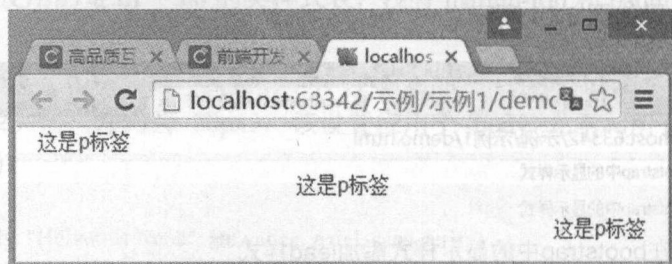 高品质互
前端开发
localhos
localhost:63342/示例/示例1/demo
这是p标签
这是p标签
这是p标签